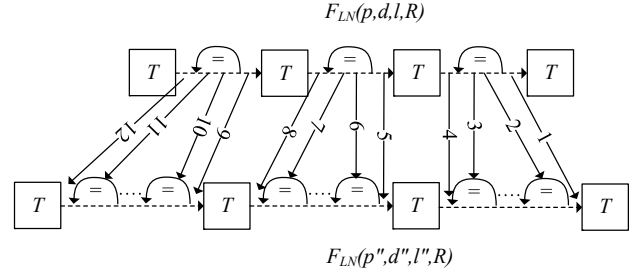 F_LN(p,d,l,R)
= = =
T T T T
12 11 10 9 8 7 6 5 4 3 2 1
= ..... = = ..... = = ..... =
T T T T
F_LN(p",d",l",R)